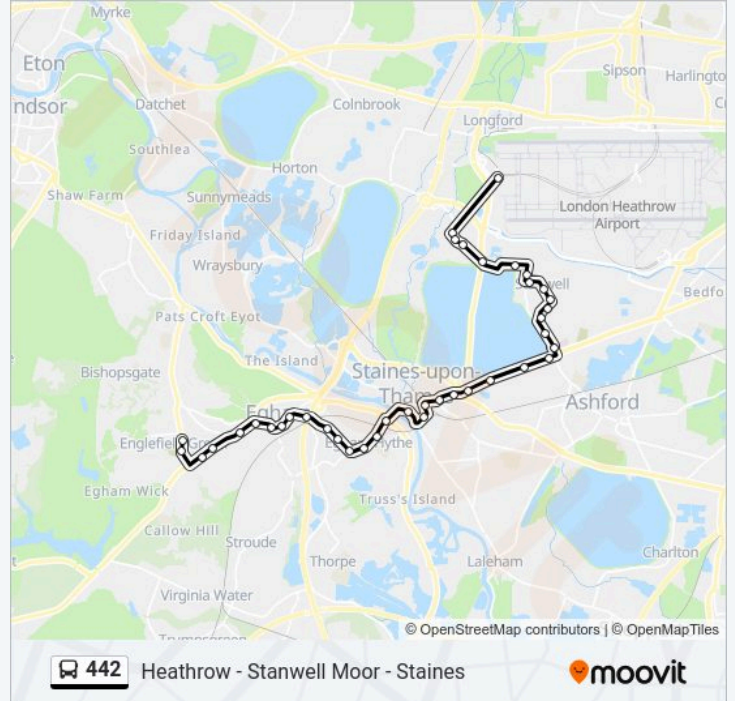 Myrke
Eton
Sipson
Harlingto
ndsor
Datchet
Colnbrook
Longford
Southlea
Horton
Shaw Farm
Sunnymeads
London Heathrow
Airport
Friday Island
Wraysbury
well
Bedfo
Pats Croft Eyot
The Island
Staines-upon-
Tham
Bishopsgate
Ashford
Egh
Englefield Gre
Egham Hythe
Egham Wick
Truss's Island
Callow Hill
Stroude
Thorpe
Laleham
Charlton
Virginia Water
© OpenStreetMap contributors | © OpenMapTiles
442 Heathrow - Stanwell Moor - Staines
moovit